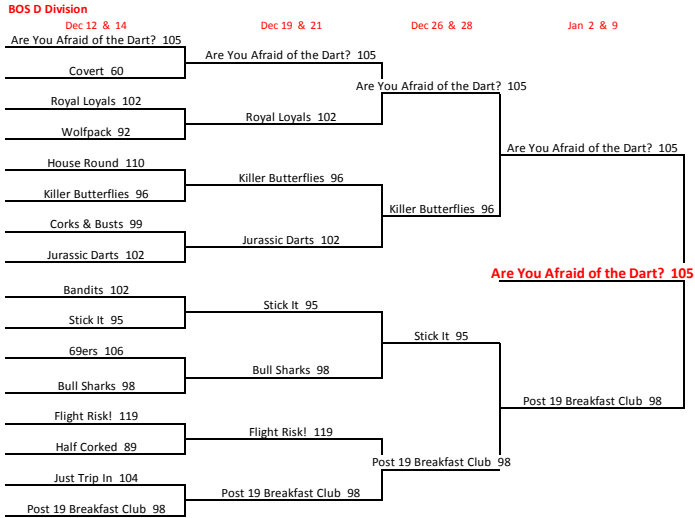 BOS D Division
Dec 12 & 14
Dec 19 & 21
Dec 26 & 28
Jan 2 & 9
Are You Afraid of the Dart? 105
Covert 60
Royal Loyals 102
Wolfpack 92
House Round 110
Killer Butterflies 96
Corks & Busts 99
Jurassic Darts 102
Bandits 102
Stick It 95
69ers 106
Bull Sharks 98
Flight Risk! 119
Half Corked 89
Just Trip In 104
Post 19 Breakfast Club 98
Are You Afraid of the Dart? 105
Royal Loyals 102
Killer Butterflies 96
Jurassic Darts 102
Stick It 95
Bull Sharks 98
Flight Risk! 119
Post 19 Breakfast Club 98
Are You Afraid of the Dart? 105
Killer Butterflies 96
Stick It 95
Post 19 Breakfast Club 98
Are You Afraid of the Dart? 105
Post 19 Breakfast Club 98
Are You Afraid of the Dart? 105